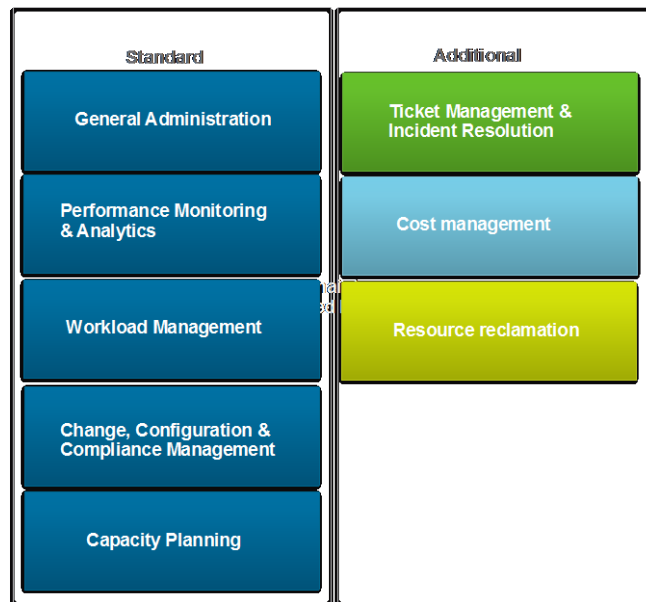 Standard
General Administration
Performance Monitoring
& Analytics
Workload Management
Change, Configuration &
Compliance Management
Capacity Planning
Additional
Ticket Management &
Incident Resolution
Cost management
Resource reclamation